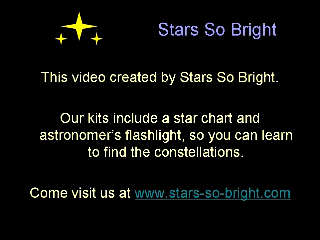 Stars So Bright
This video created by Stars So Bright.
Our kits include a star chart and
astronomer's flashlight, so you can learn
to find the constellations.
Come visit us at www.stars-so-bright.com